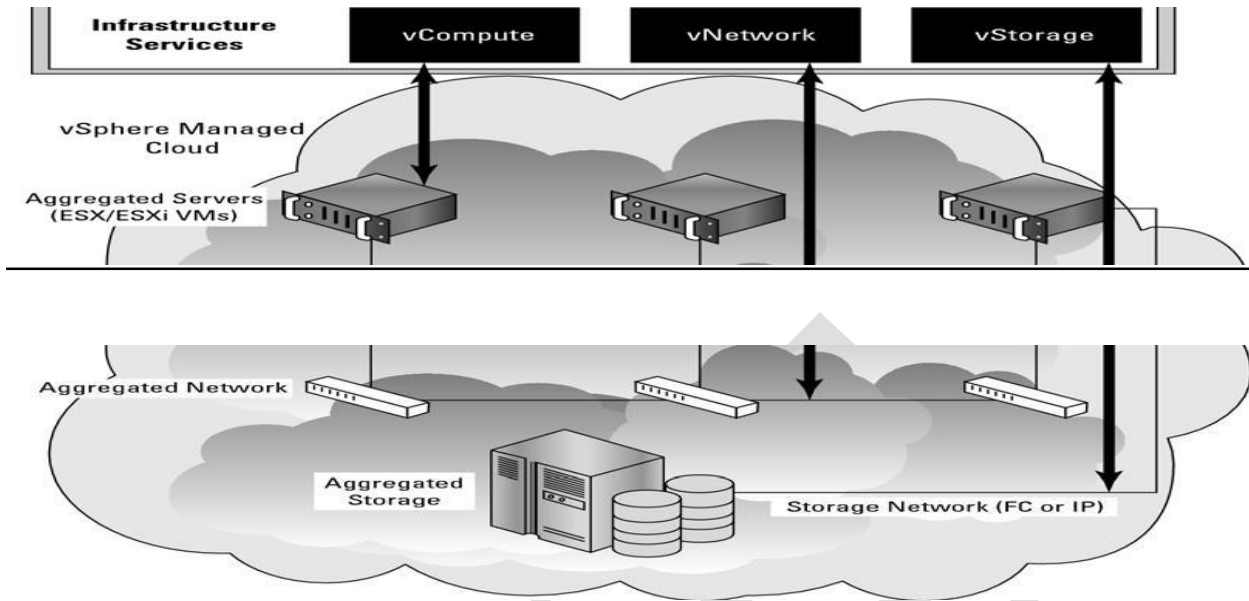 Infrastructure
Services
vCompute
vNetwork
vStorage
vSphere Managed
Cloud
Aggregated Servers
(ESX/ESXi VMs)
Aggregated Network
Aggregated
Storage
Storage Network (FC or IP)